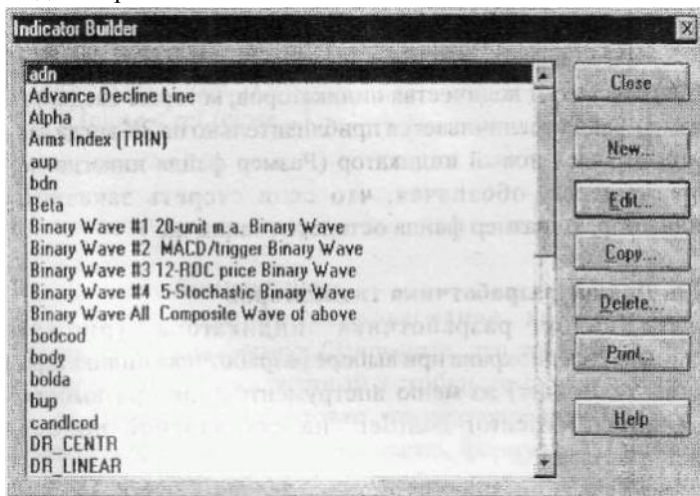 Indicator Builder
adn
Advance Decline Line
Alpha
Arms Index (TRIN)
aup
bdn
Beta
Binary Wave #1 20-unit m.a. Binary Wave
Binary Wave #2 MACD/trigger Binary Wave
Binary Wave #3 12-ROC price Binary Wave
Binary Wave #4 5-Stochastic Binary Wave
Binary Wave All Composite Wave of above
bodcod
body
bolda
bup
candlcod
DR_CENTR
DR_LINEAR
Close
New...
Edit...
Copy...
Delete...
Print...
Help